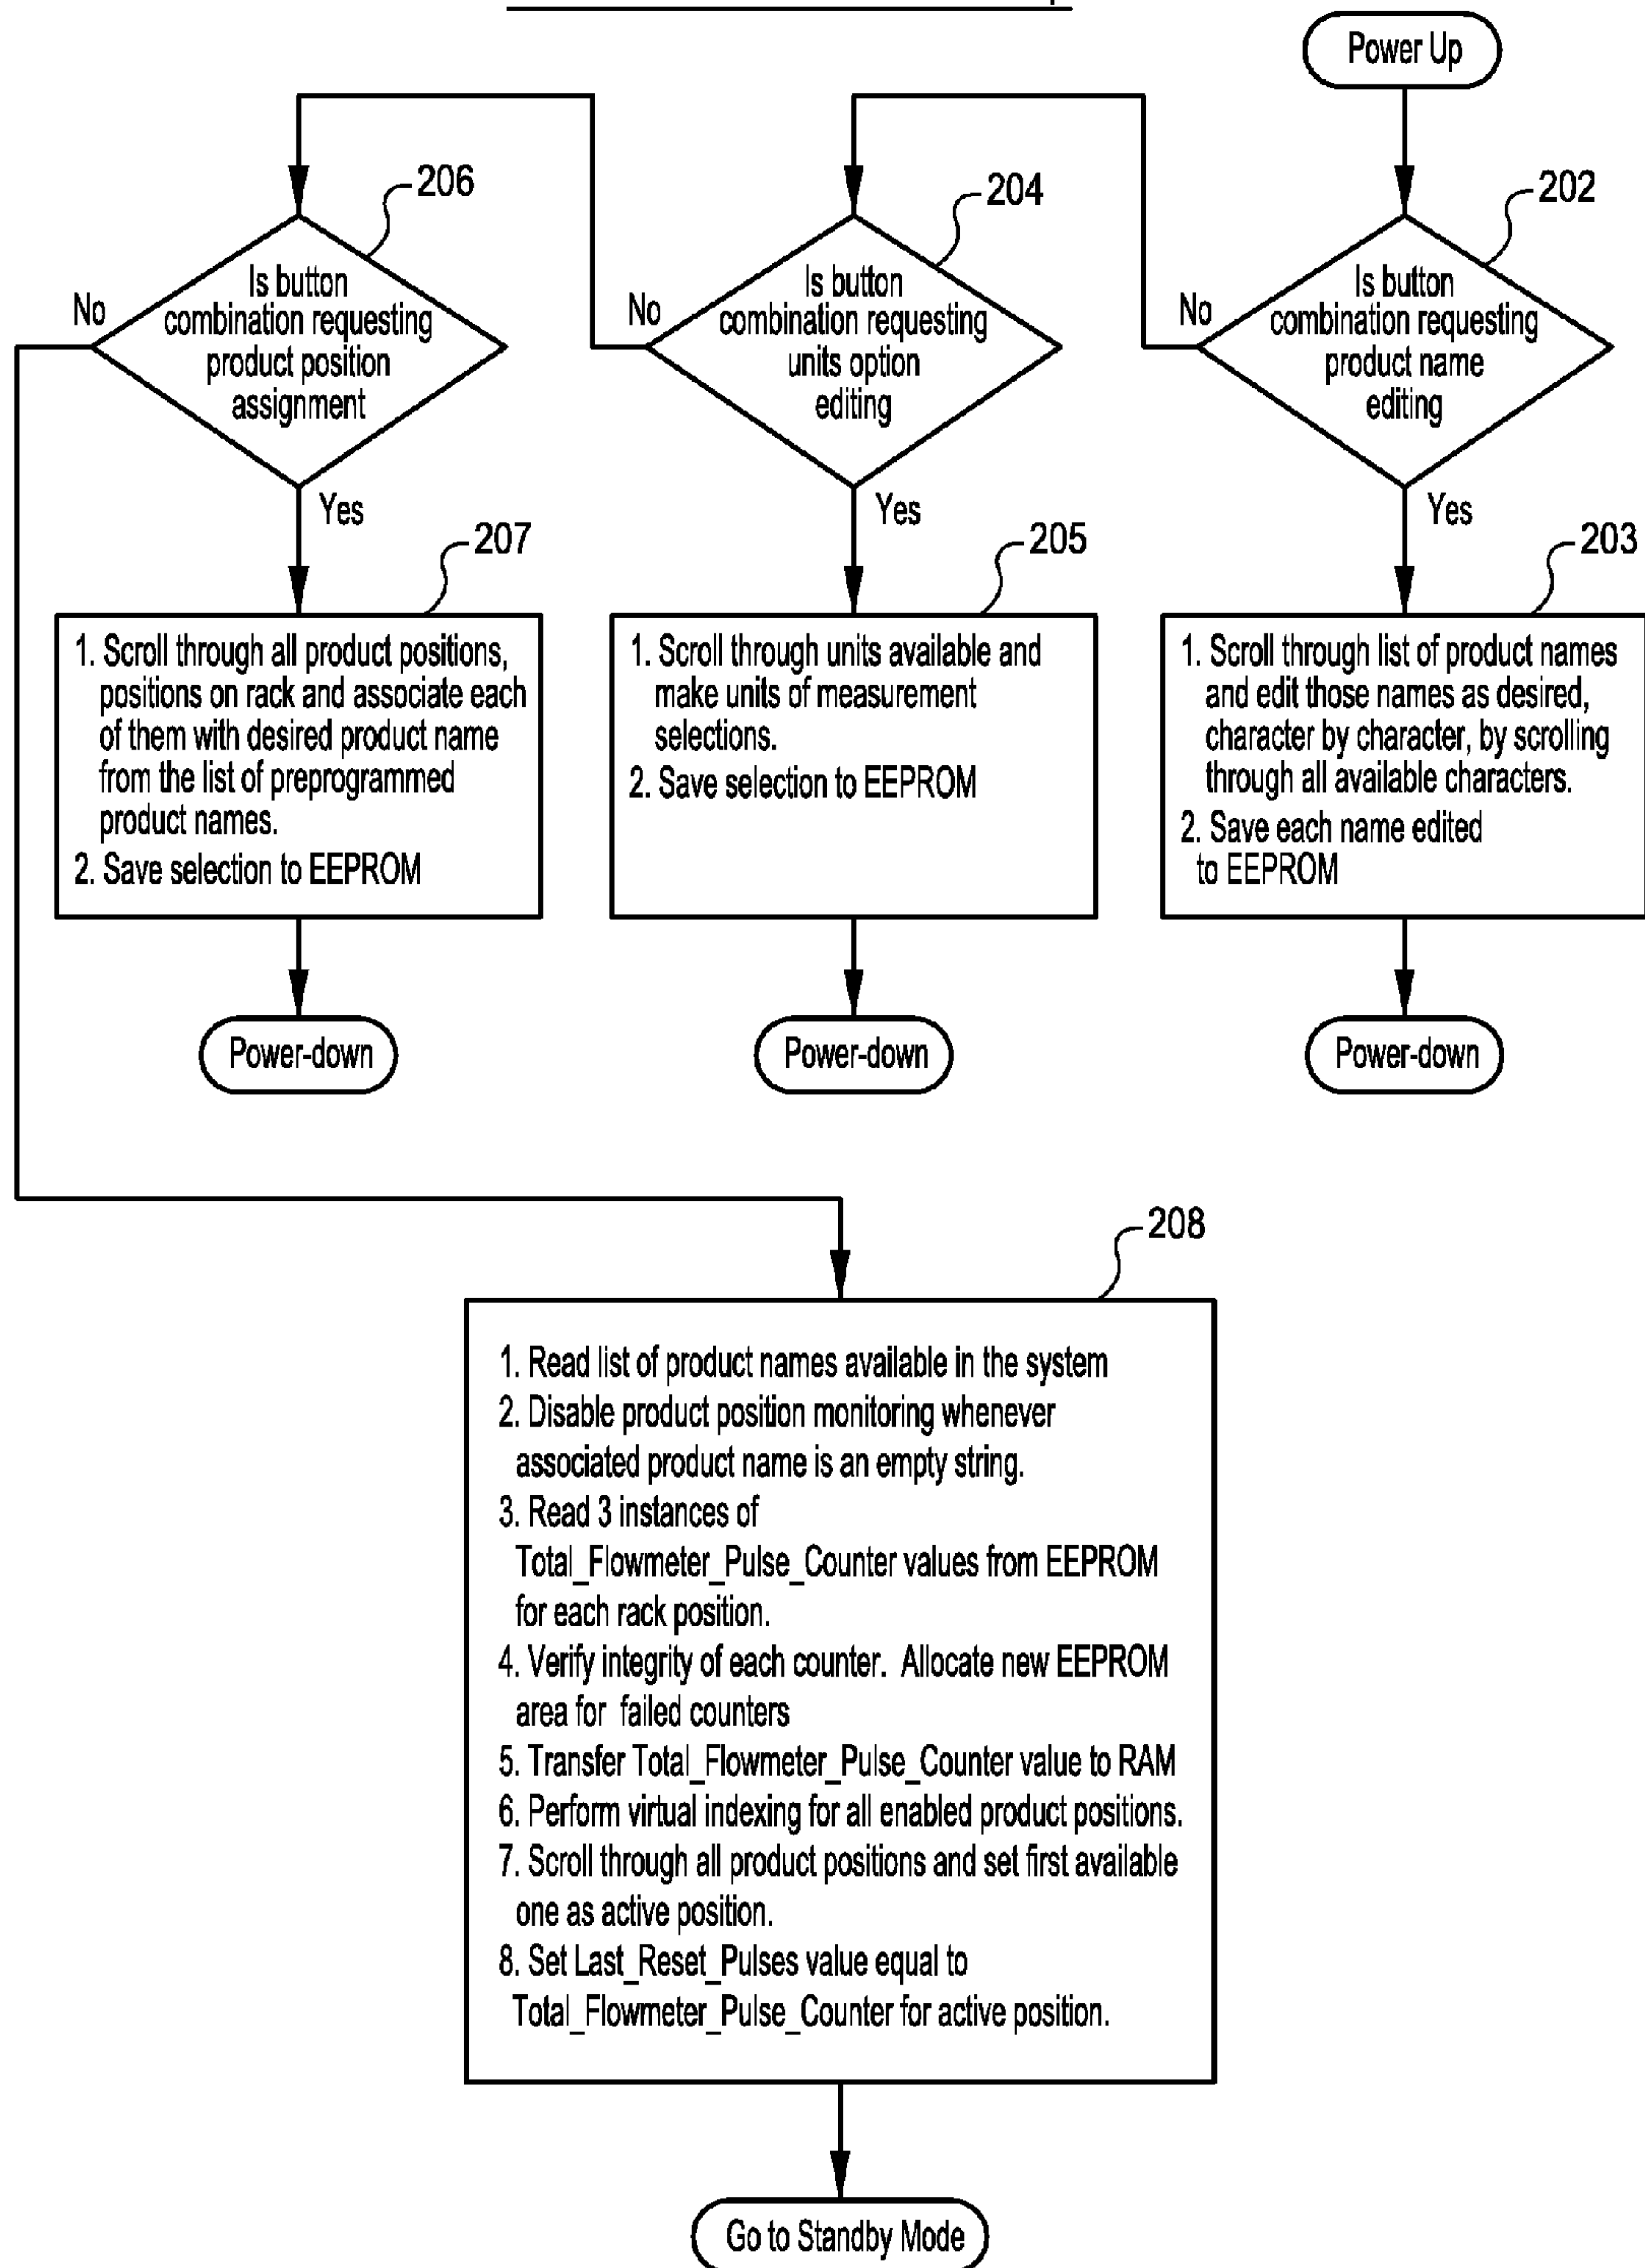 Power Up
206
204
202
Is button
combination requesting
product position
assignment
No
Yes
Is button
combination requesting
units option
editing
No
Yes
Is button
combination requesting
product name
editing
No
Yes
207
1. Scroll through all product positions,
positions on rack and associate each
of them with desired product name
from the list of preprogrammed
product names.
2. Save selection to EEPROM
205
1. Scroll through units available and
make units of measurement
selections.
2. Save selection to EEPROM
203
1. Scroll through list of product names
and edit those names as desired,
character by character, by scrolling
through all available characters.
2. Save each name edited
to EEPROM
Power-down
Power-down
Power-down
208
1. Read list of product names available in the system
2. Disable product position monitoring whenever
associated product name is an empty string.
3. Read 3 instances of
Total_Flowmeter_Pulse_Counter values from EEPROM
for each rack position.
4. Verify integrity of each counter. Allocate new EEPROM
area for failed counters
5. Transfer Total_Flowmeter_Pulse_Counter value to RAM
6. Perform virtual indexing for all enabled product positions.
7. Scroll through all product positions and set first available
one as active position.
8. Set Last_Reset_Pulses value equal to
Total_Flowmeter_Pulse_Counter for active position.
Go to Standby Mode